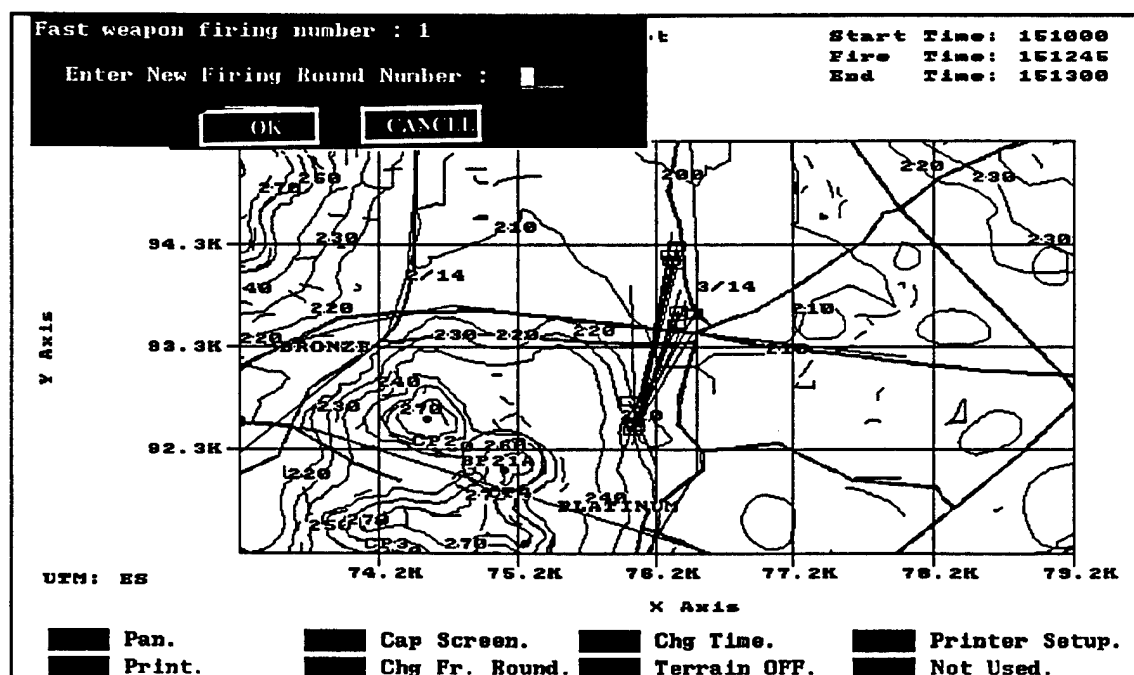 Fast weapon firing number : 1
Enter New Firing Round Number :
OK CANCEL
Start Time: 151000
Fire Time: 151245
End Time: 151300
260 200 220
270 230
230 210 230
94.3K
2/14 3/14
40
220 210
220 230 220 220
93.3K BRONZE 210
Y Axis
240
230 270
CP2 260
92.3K
BP21A
220
240
PLATINUM
270
CP3 270
UTM: ES
74.2K 75.2K 76.2K 77.2K 78.2K 79.2K
X Axis
Pan. Cap Screen. Chg Time. Printer Setup.
Print. Chg Fr. Round. Terrain OFF. Not Used.